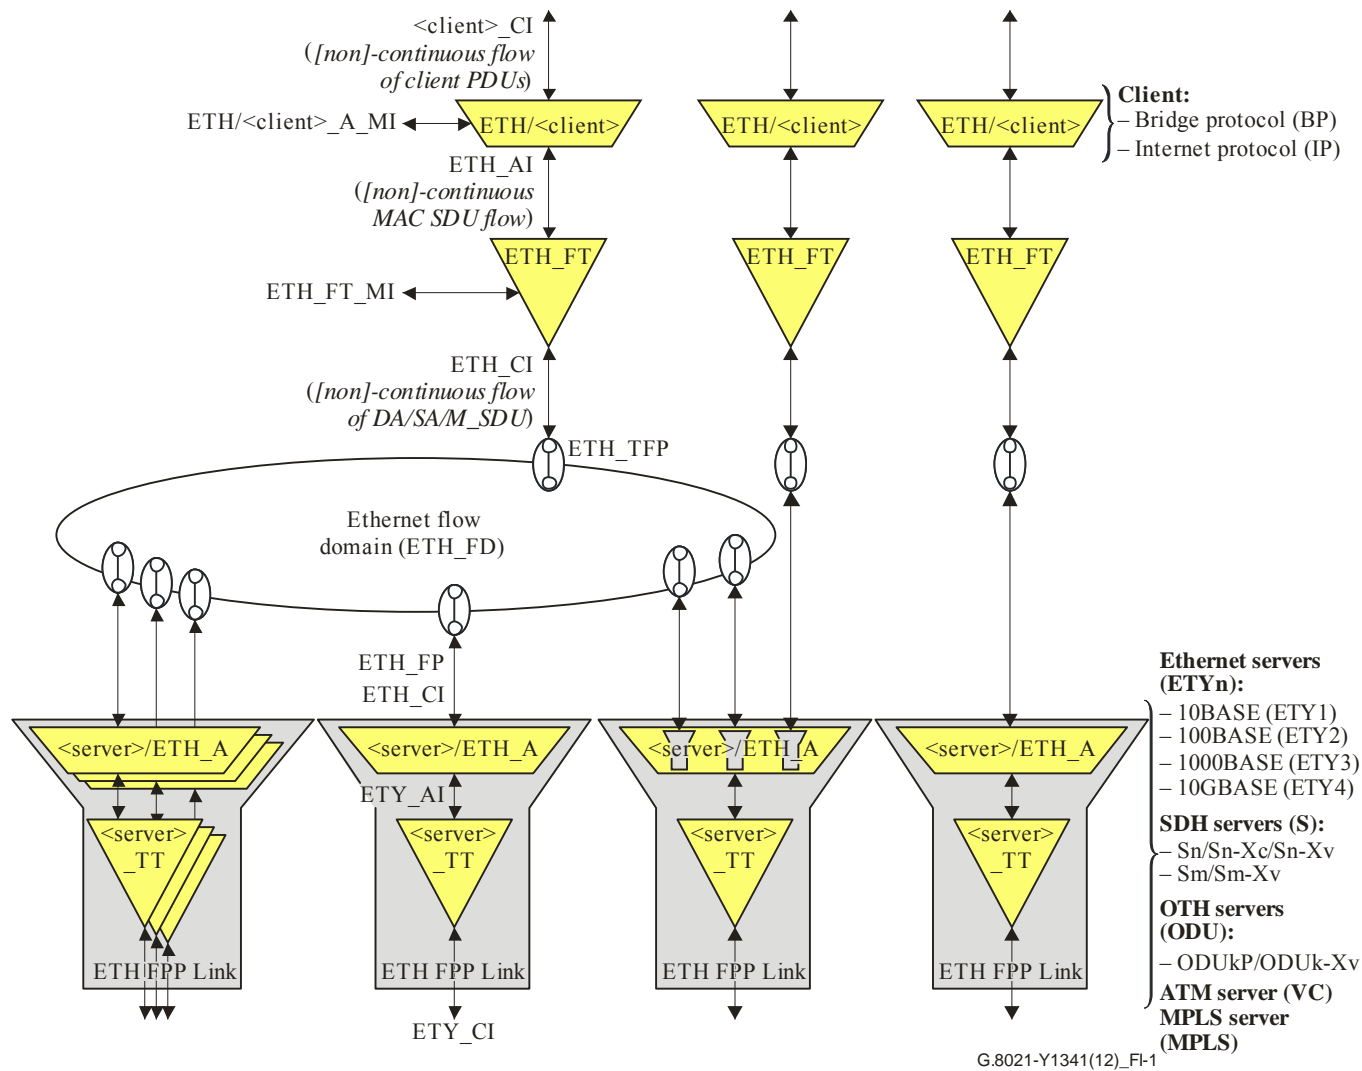 <client>_CI
([non]-continuous flow
of client PDUs)
ETH/<client>_A_MI
ETH/<client>
ETH/<client>
ETH/<client>
Client:
– Bridge protocol (BP)
– Internet protocol (IP)
ETH_AI
([non]-continuous
MAC SDU flow)
ETH_FT
ETH_FT
ETH_FT
ETH_FT_MI
ETH_CI
([non]-continuous flow
of DA/SA/M_SDU)
ETH_TFP
Ethernet flow
domain (ETH_FD)
ETH_FP
ETH_CI
<server>/ETH_A
<server>/ETH_A
<server>/ETH_A
<server>/ETH_A
ETY_AI
<server>
_TT
<server>
_TT
<server>
_TT
<server>
_TT
ETH FPP Link
ETH FPP Link
ETH FPP Link
ETH FPP Link
ETY_CI
Ethernet servers
(ETYn):
– 10BASE (ETY1)
– 100BASE (ETY2)
– 1000BASE (ETY3)
– 10GBASE (ETY4)
SDH servers (S):
– Sn/Sn-Xc/Sn-Xv
– Sm/Sm-Xv
OTH servers
(ODU):
– ODUkP/ODUk-Xv
ATM server (VC)
MPLS server
(MPLS)
G.8021-Y1341(12)_FI-1